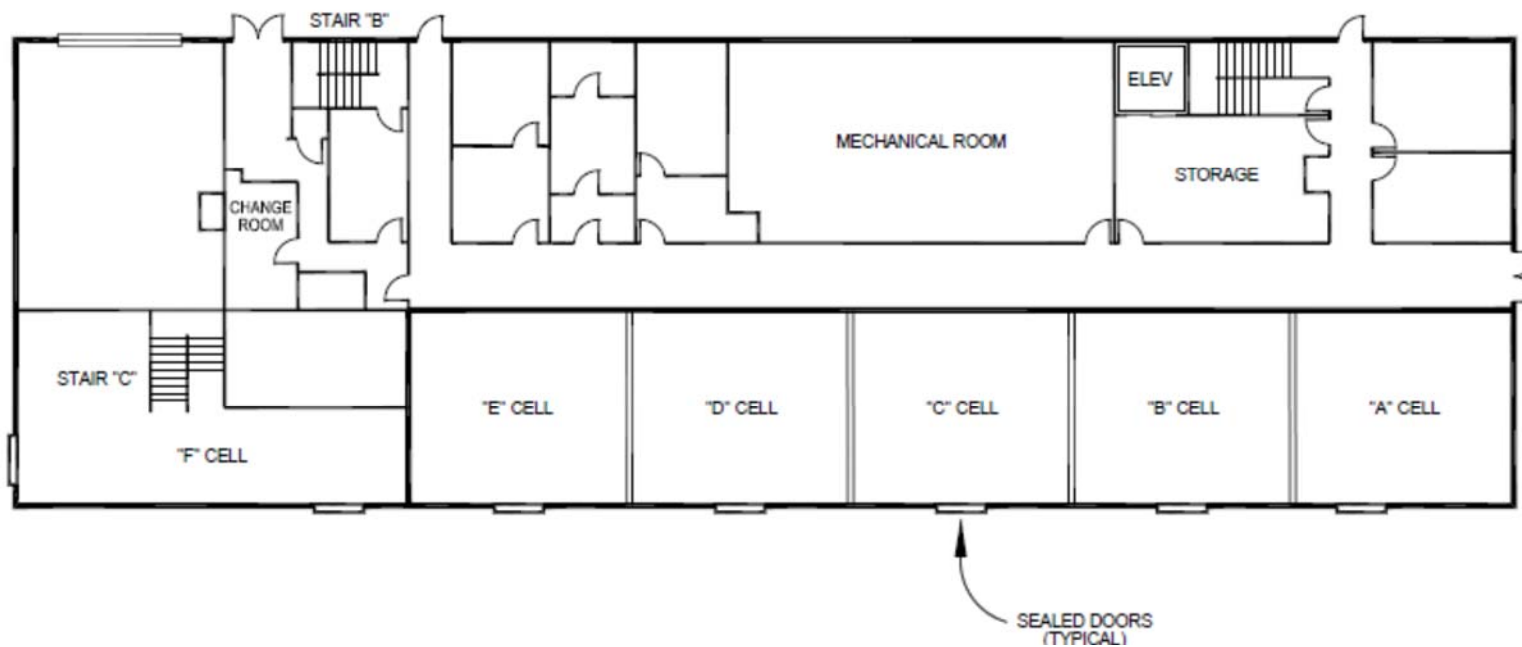 STAIR "B"
ELEV
MECHANICAL ROOM
STORAGE
CHANGE
ROOM
STAIR "C"
"E" CELL
"D" CELL
"C" CELL
"B" CELL
"A" CELL
"F" CELL
SEALED DOORS
(TYPICAL)